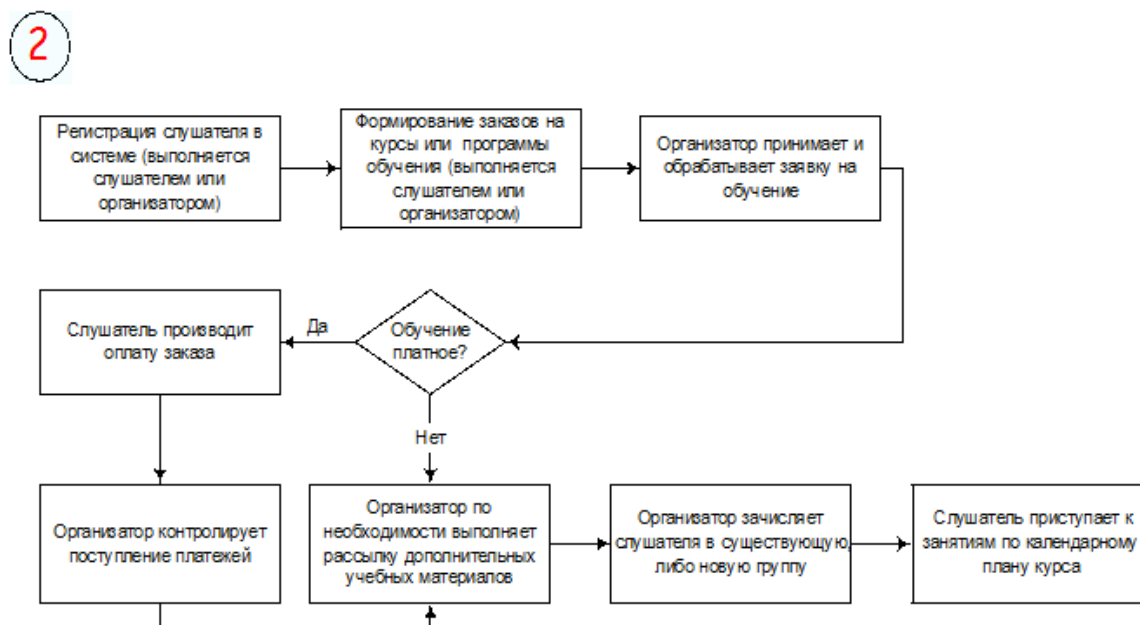 2
Регистрация слушателя в
системе (выполняется
слушателем или
организатором)
Формирование заказов на
курсы или программы
обучения (выполняется
слушателем или
организатором)
Организатор принимает и
обрабатывает заявку на
обучение
Слушатель производит
оплату заказа
Да
Обучение
платное?
Нет
Организатор контролирует
поступление платежей
Организатор по
необходимости выполняет
рассылку дополнительных
учебных материалов
Организатор зачисляет
слушателя в существующую,
либо новую группу
Слушатель приступает к
занятиям по календарному
плану курса